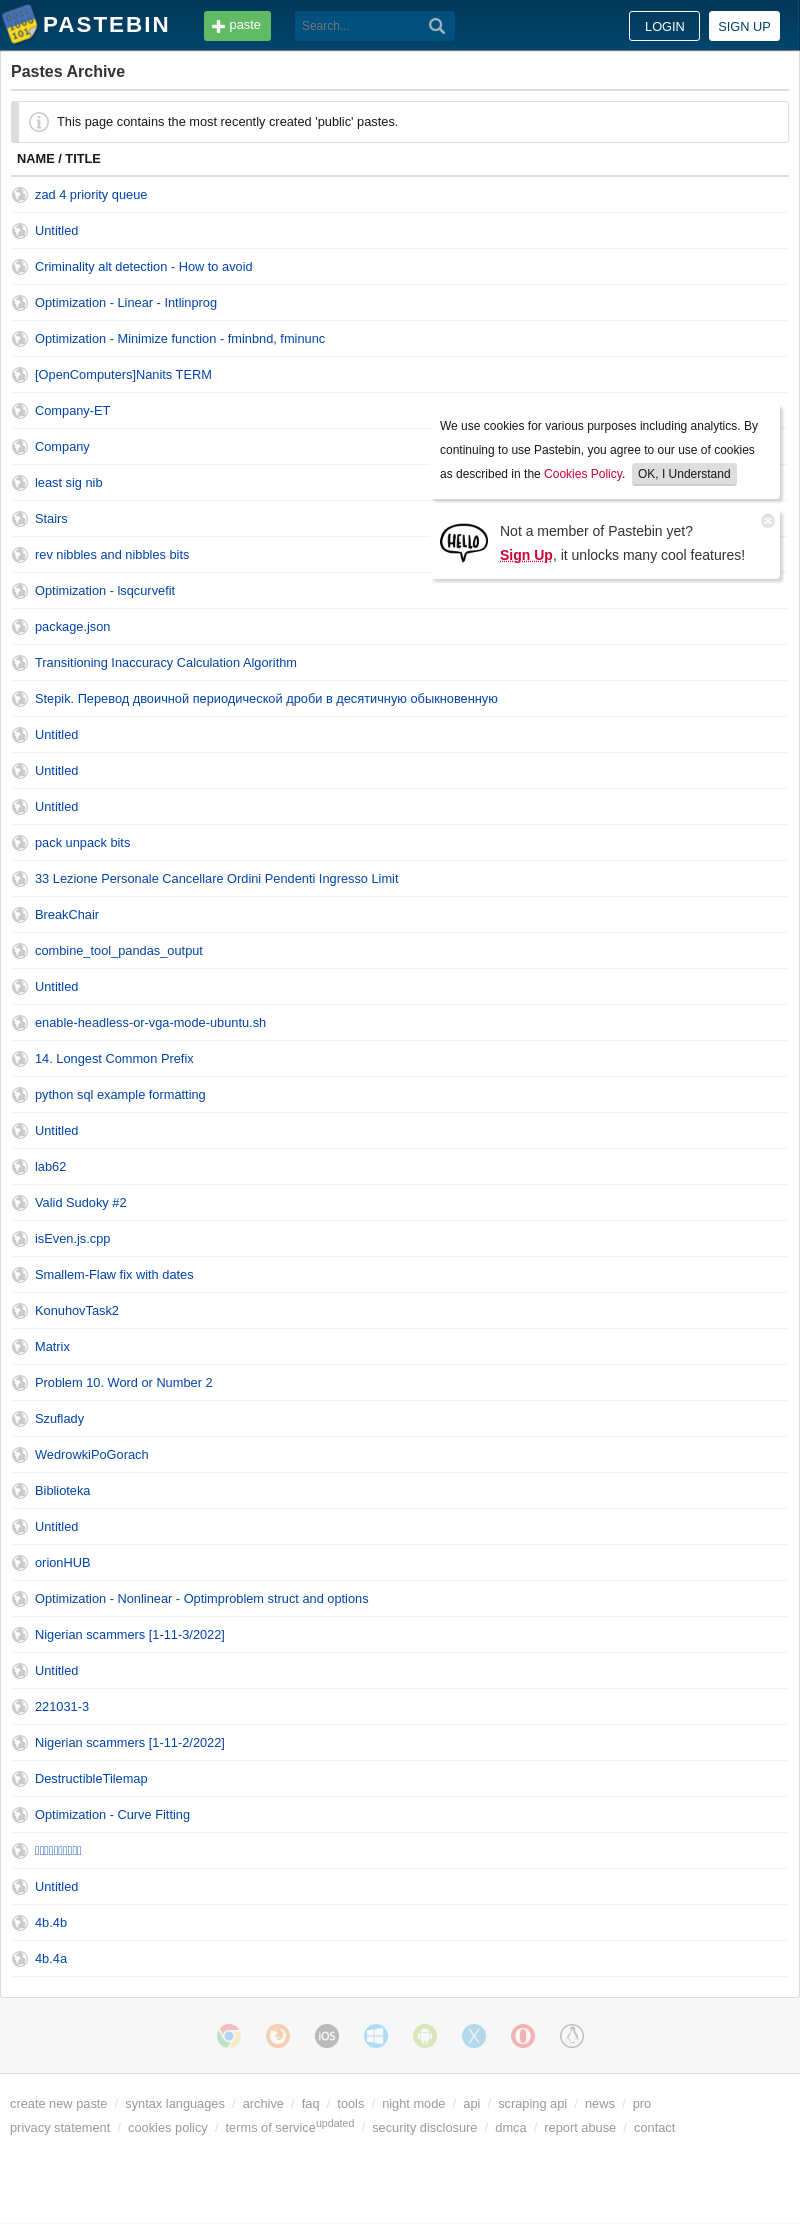 PASTEBIN
paste
Search...
LOGIN
SIGN UP
Pastes Archive
This page contains the most recently created 'public' pastes.
NAME / TITLE
zad 4 priority queue
Untitled
Criminality alt detection - How to avoid
Optimization - Linear - Intlinprog
Optimization - Minimize function - fminbnd, fminunc
[OpenComputers]Nanits TERM
Company-ET
Company
least sig nib
Stairs
rev nibbles and nibbles bits
We use cookies for various purposes including analytics. By
continuing to use Pastebin, you agree to our use of cookies
as described in the Cookies Policy. OK, I Understand
HELLO
Not a member of Pastebin yet?
Sign Up, it unlocks many cool features!
Optimization - lsqcurvefit
package.json
Transitioning Inaccuracy Calculation Algorithm
Stepik. Перевод двоичной периодической дроби в десятичную обыкновенную
Untitled
Untitled
Untitled
pack unpack bits
33 Lezione Personale Cancellare Ordini Pendenti Ingresso Limit
BreakChair
combine_tool_pandas_output
Untitled
enable-headless-or-vga-mode-ubuntu.sh
14. Longest Common Prefix
python sql example formatting
Untitled
lab62
Valid Sudoky #2
isEven.js.cpp
Smallem-Flaw fix with dates
KonuhovTask2
Matrix
Problem 10. Word or Number 2
Szuflady
WedrowkiPoGorach
Biblioteka
Untitled
orionHUB
Optimization - Nonlinear - Optimproblem struct and options
Nigerian scammers [1-11-3/2022]
Untitled
221031-3
Nigerian scammers [1-11-2/2022]
DestructibleTilemap
Optimization - Curve Fitting
Untitled
4b.4b
4b.4a
iOS
create new paste / syntax languages / archive / faq / tools / night mode / api / scraping api / news / pro
privacy statement / cookies policy / terms of service updated / security disclosure / dmca / report abuse / contact